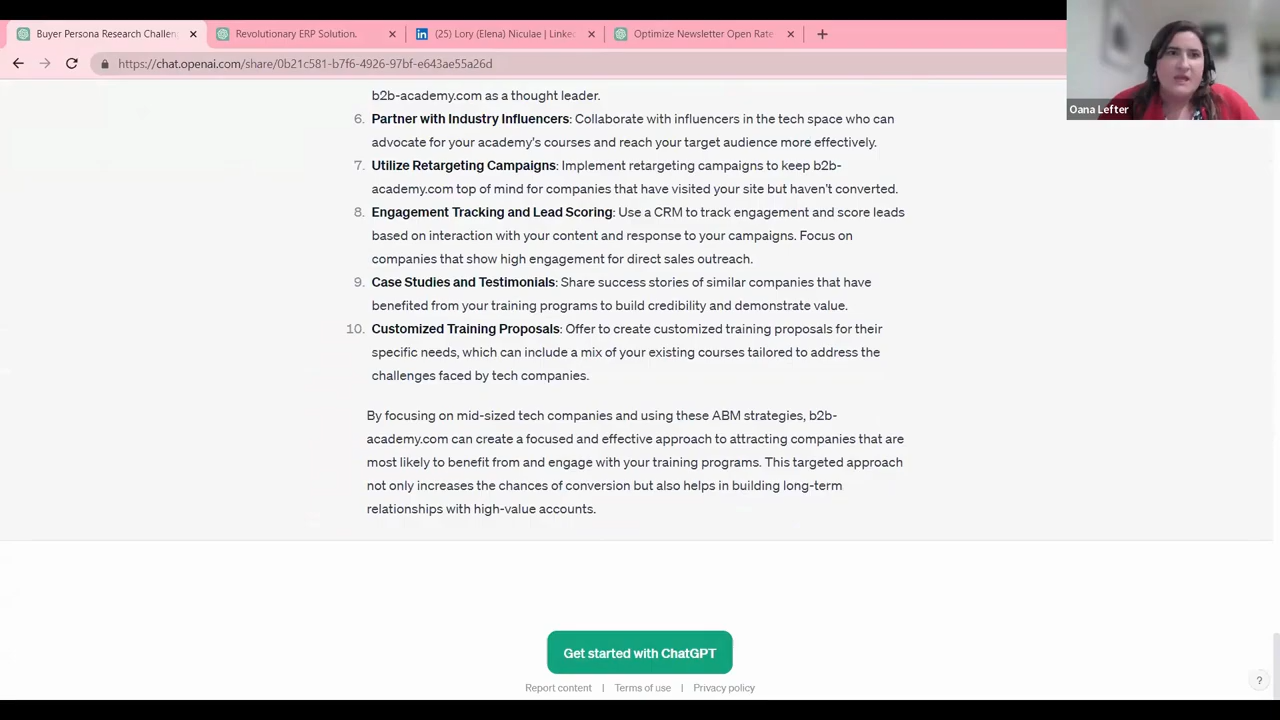 Buyer Persona Research Challen
Revolutionary ERP Solution.
(25) Lory (Elena) Niculae | Linke
Optimize Newsletter Open Rate
https://chat.openai.com/share/0b21c581-b7f6-4926-97bf-e643ae55a26d
Oana Lefter
b2b-academy.com as a thought leader.
6. Partner with Industry Influencers: Collaborate with influencers in the tech space who can
advocate for your academy's courses and reach your target audience more effectively.
7. Utilize Retargeting Campaigns: Implement retargeting campaigns to keep b2b-
academy.com top of mind for companies that have visited your site but haven't converted.
8. Engagement Tracking and Lead Scoring: Use a CRM to track engagement and score leads
based on interaction with your content and response to your campaigns. Focus on
companies that show high engagement for direct sales outreach.
9. Case Studies and Testimonials: Share success stories of similar companies that have
benefited from your training programs to build credibility and demonstrate value.
10. Customized Training Proposals: Offer to create customized training proposals for their
specific needs, which can include a mix of your existing courses tailored to address the
challenges faced by tech companies.
By focusing on mid-sized tech companies and using these ABM strategies, b2b-
academy.com can create a focused and effective approach to attracting companies that are
most likely to benefit from and engage with your training programs. This targeted approach
not only increases the chances of conversion but also helps in building long-term
relationships with high-value accounts.
Get started with ChatGPT
Report content | Terms of use | Privacy policy
?